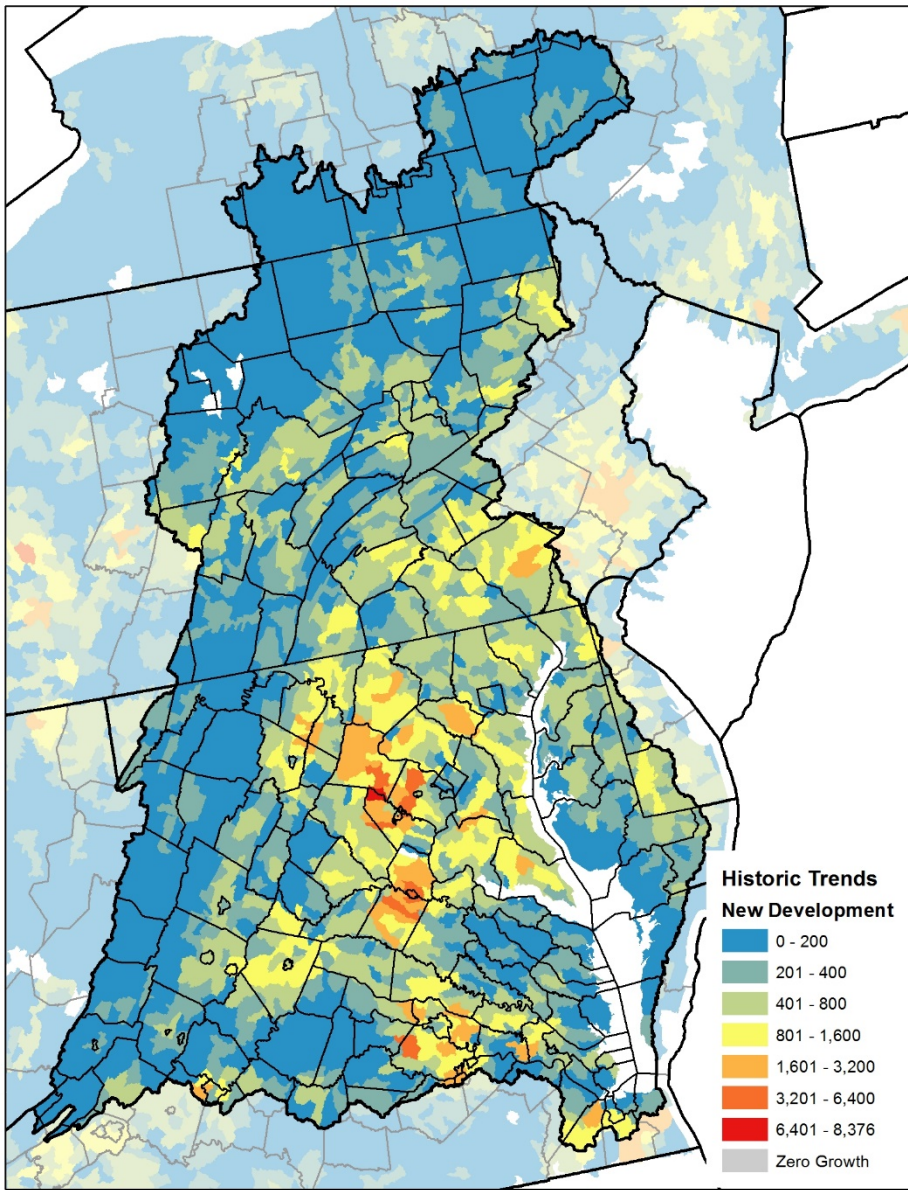 Historic Trends
New Development
0 - 200
201 - 400
401 - 800
801 - 1,600
1,601 - 3,200
3,201 - 6,400
6,401 - 8,376
Zero Growth